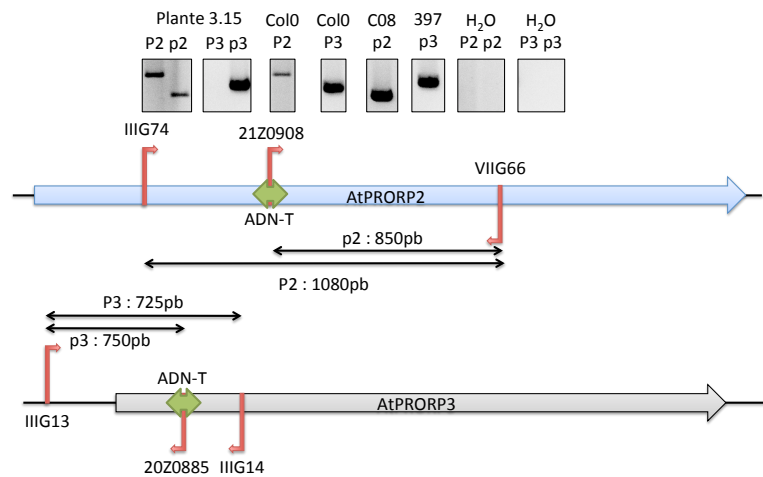 Plante 3.15 Col0 Col0 C08 397 H2O H2O
P2 p2 P3 p3 P2 P3 p2 p3 P2 p2 P3 p3
IIIG74
21Z0908
VIIG66
AtPRORP2
ADN-T
p2 : 850pb
P2 : 1080pb
P3 : 725pb
p3 : 750pb
ADN-T
AtPRORP3
IIIG13
20Z0885 IIIG14